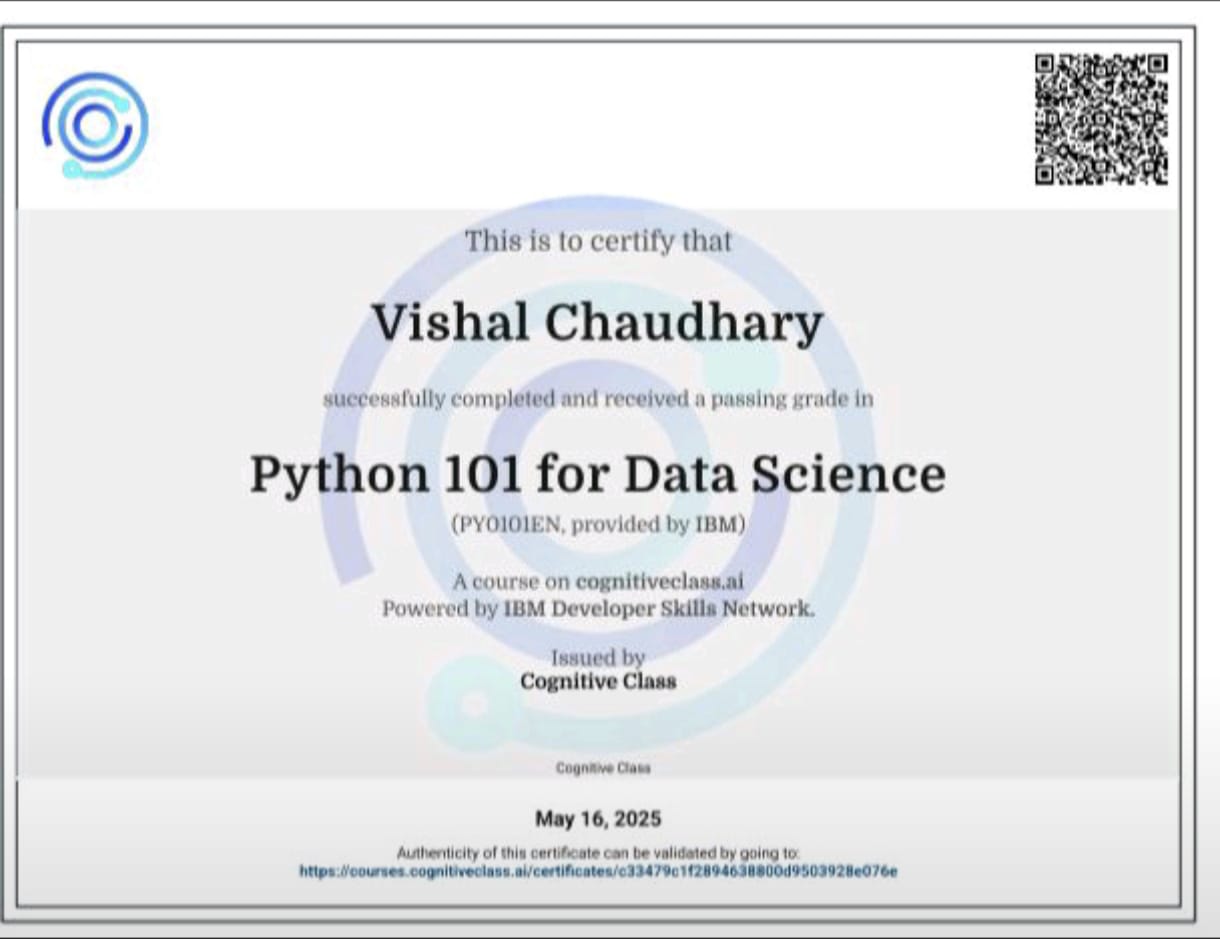 This is to certify that
Vishal Chaudhary
successfully completed and received a passing grade in
Python 101 for Data Science
(PY0101EN, provided by IBM)
A course on cognitiveclass.ai
Powered by IBM Developer Skills Network.
Issued by
Cognitive Class
Cognitive Class
May 16, 2025
Authenticity of this certificate can be validated by going to:
https://courses.cognitiveclass.ai/certificates/c33479c1f2894638800d9503928e076e